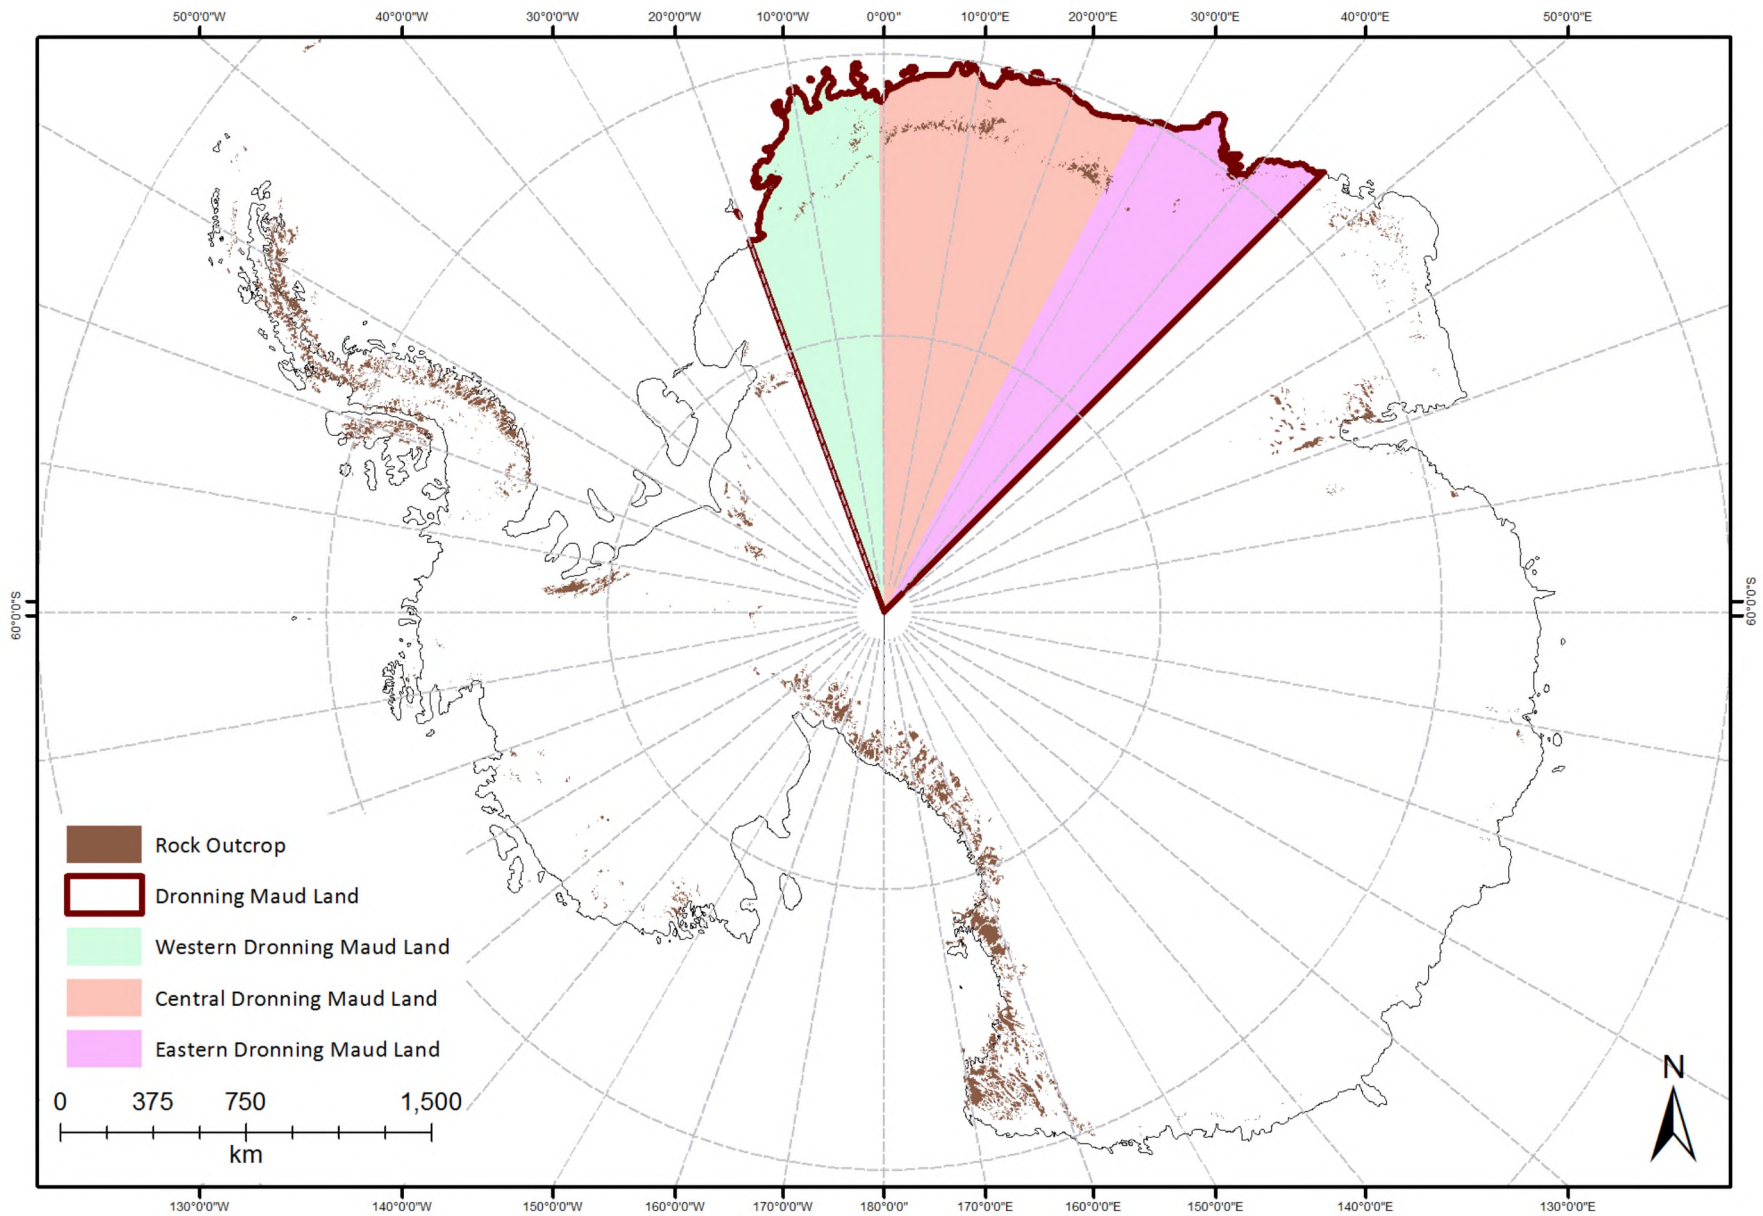 50°0'0"W 40°0'0"W 30°0'0"W 20°0'0"W 10°0'0"W 0°0'0" 10°0'0"E 20°0'0"E 30°0'0"E 40°0'0"E 50°0'0"E
60°0'0"S
60°0'0"S
Rock Outcrop
Dronning Maud Land
Western Dronning Maud Land
Central Dronning Maud Land
Eastern Dronning Maud Land
0 375 750 1,500
km
N
130°0'0"W 140°0'0"W 150°0'0"W 160°0'0"W 170°0'0"W 180°0'0" 170°0'0"E 160°0'0"E 150°0'0"E 140°0'0"E 130°0'0"E